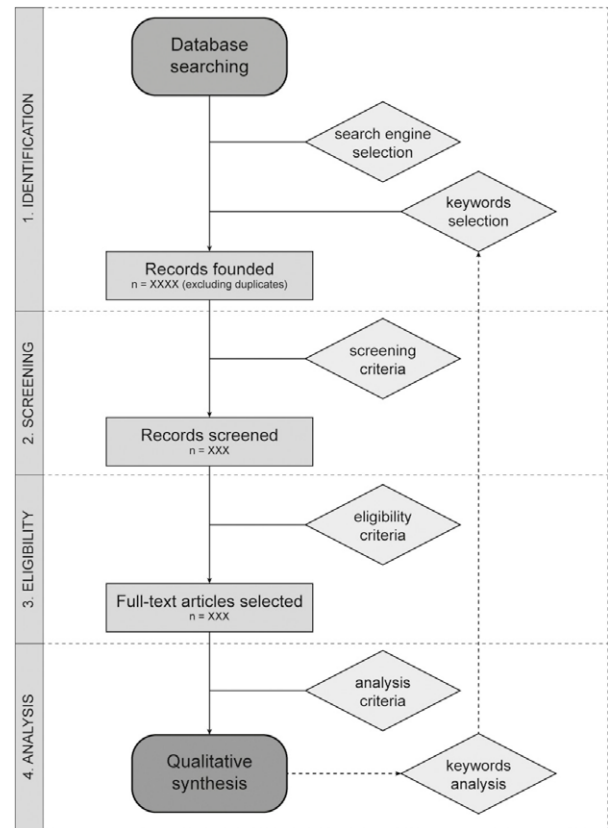 1. IDENTIFICATION
Database
searching
search engine
selection
keywords
selection
Records founded
n = XXXX (excluding duplicates)
2. SCREENING
screening
criteria
Records screened
n = XXX
3. ELIGIBILITY
eligibility
criteria
Full-text articles selected
n = XXX
4. ANALYSIS
analysis
criteria
Qualitative
synthesis
keywords
analysis